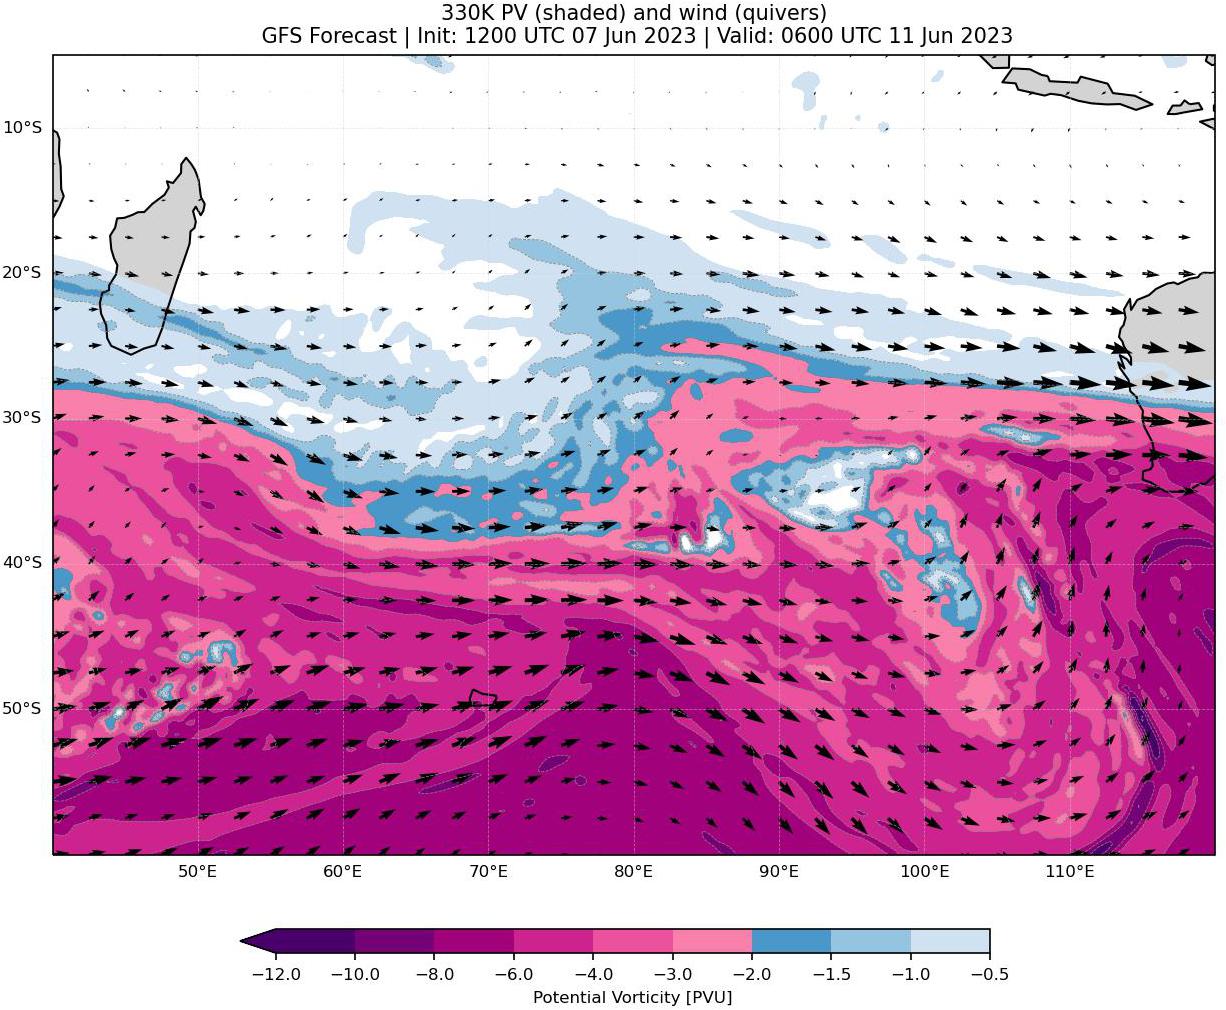 330K PV (shaded) and wind (quivers)
GFS Forecast | Init: 1200 UTC 07 Jun 2023 | Valid: 0600 UTC 11 Jun 2023
10°S
20°S
30°S
40°S
50°S
50°E 60°E 70°E 80°E 90°E 100°E 110°E
−12.0 −10.0 −8.0 −6.0 −4.0 −3.0 −2.0 −1.5 −1.0 −0.5
Potential Vorticity [PVU]